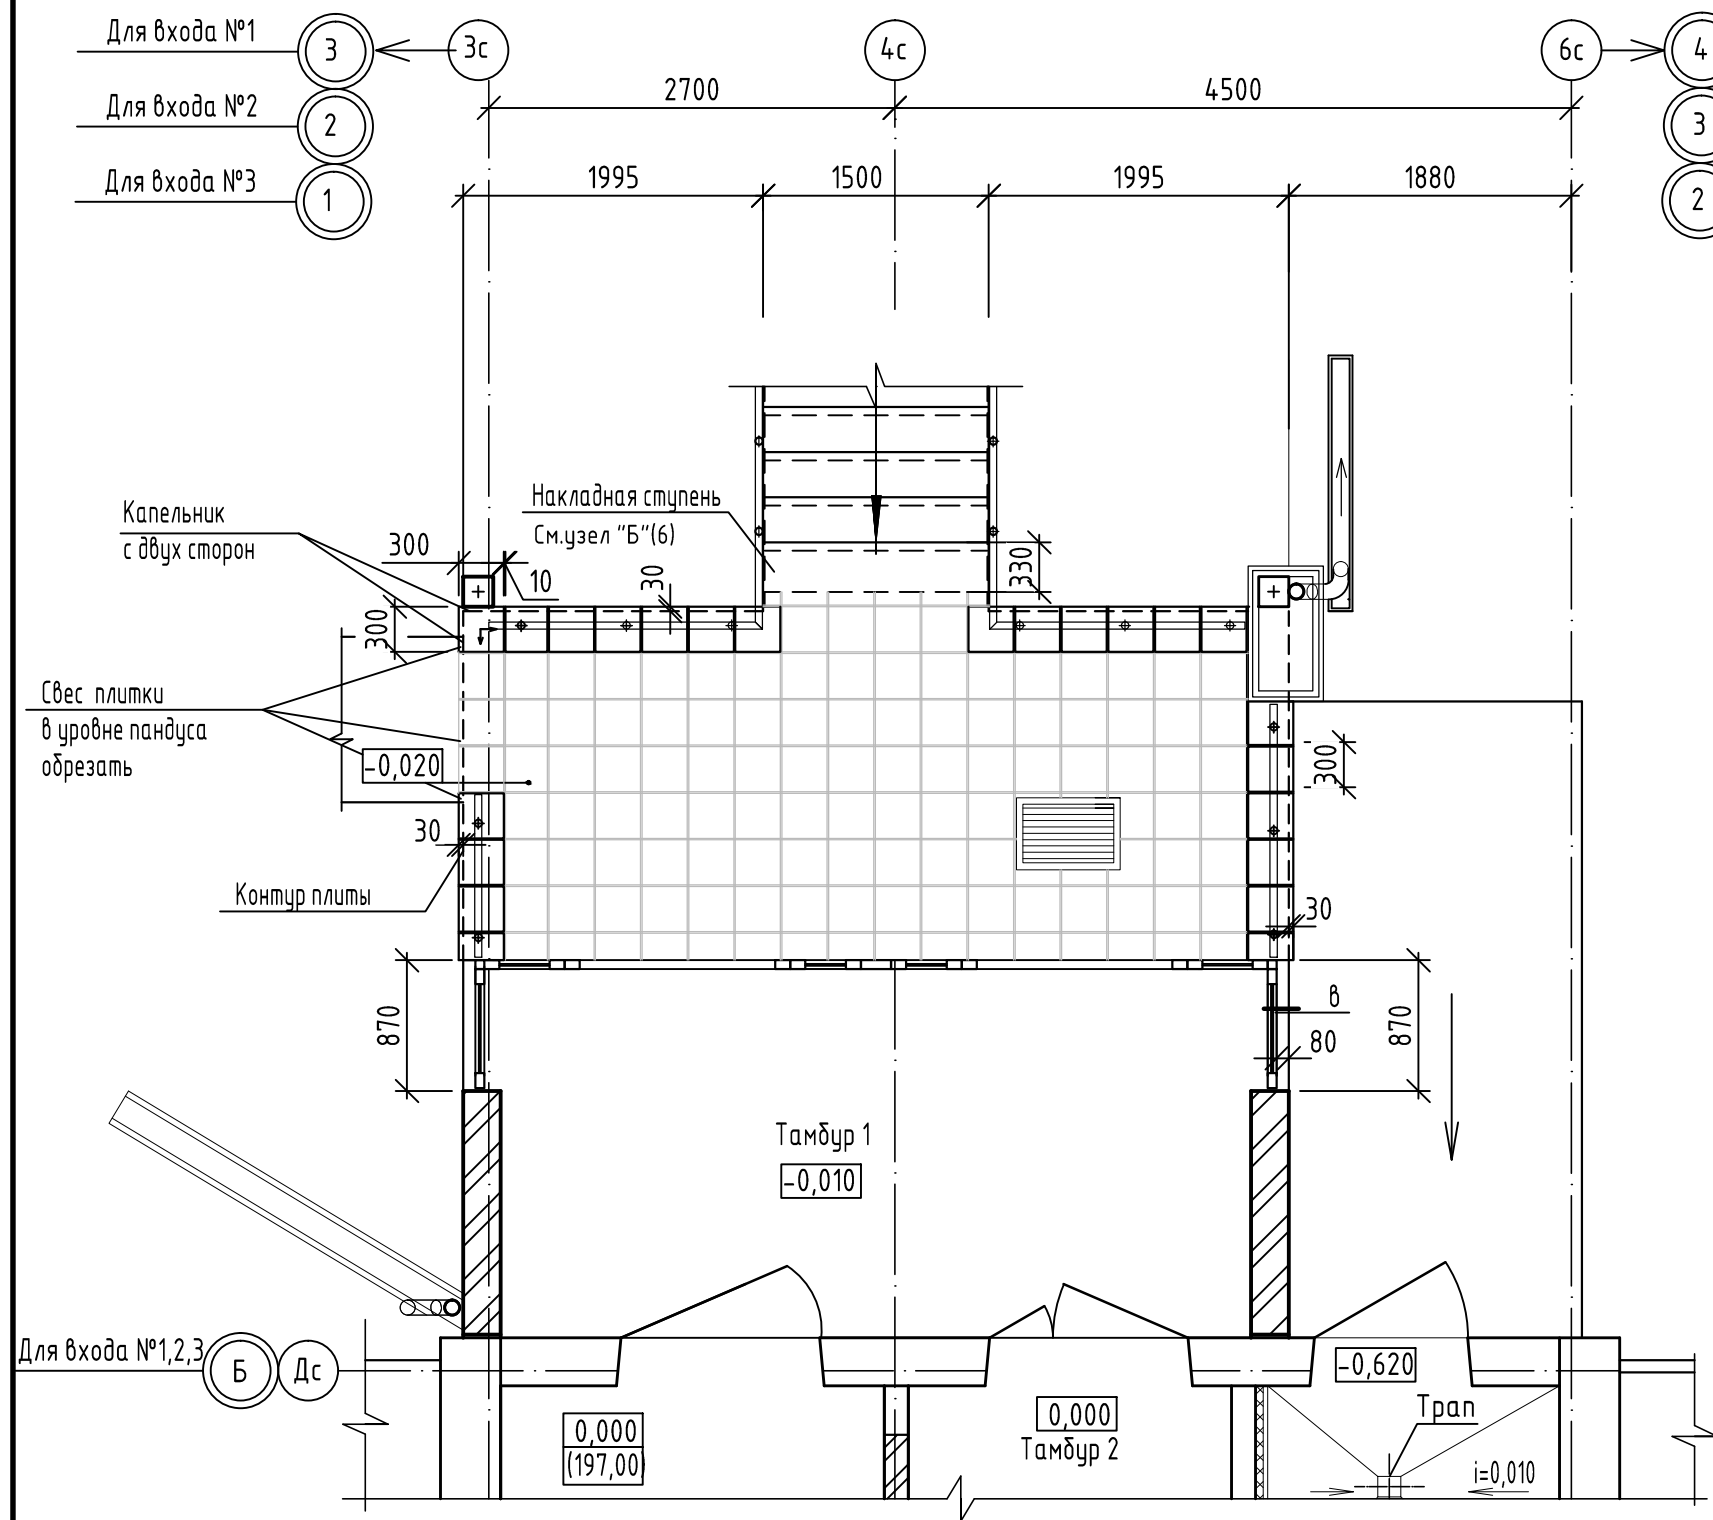 Для входа №1
3
3с
4с
6с
4
2700
4500
Для входа №2
2
3
Для входа №3
1
1995
1500
1995
1880
2
Капельник
с двух сторон
Накладная ступень
См.узел "Б"(6)
300
10
30
330
300
Свес плитки
в уровне пандуса
обрезать
-0,020
300
30
Контур плиты
30
870
в
80
870
Тамбур 1
-0,010
Для входа №1,2,3
Б
Дс
-0,620
0,000
(197,00)
0,000
Тамбур 2
Трап
i=0,010